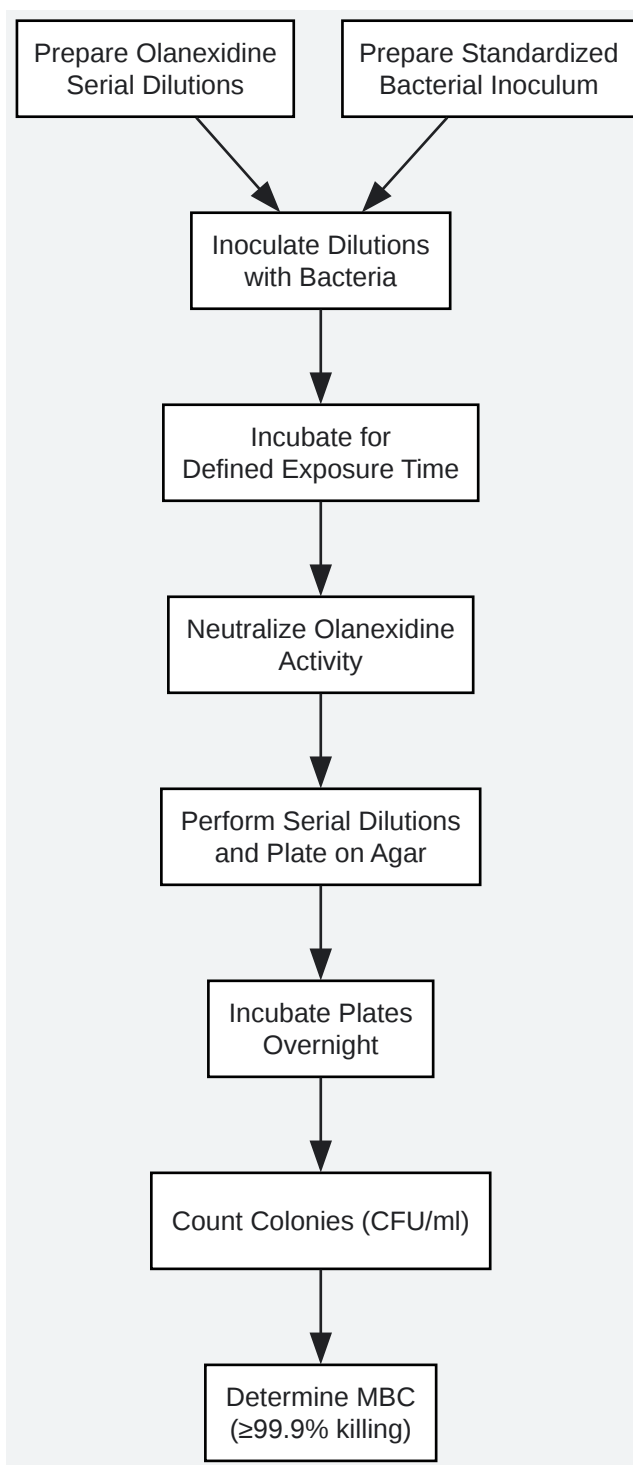 Prepare Olanexidine
Serial Dilutions
Prepare Standardized
Bacterial Inoculum
Inoculate Dilutions
with Bacteria
Incubate for
Defined Exposure Time
Neutralize Olanexidine
Activity
Perform Serial Dilutions
and Plate on Agar
Incubate Plates
Overnight
Count Colonies (CFU/ml)
Determine MBC
(≥99.9% killing)